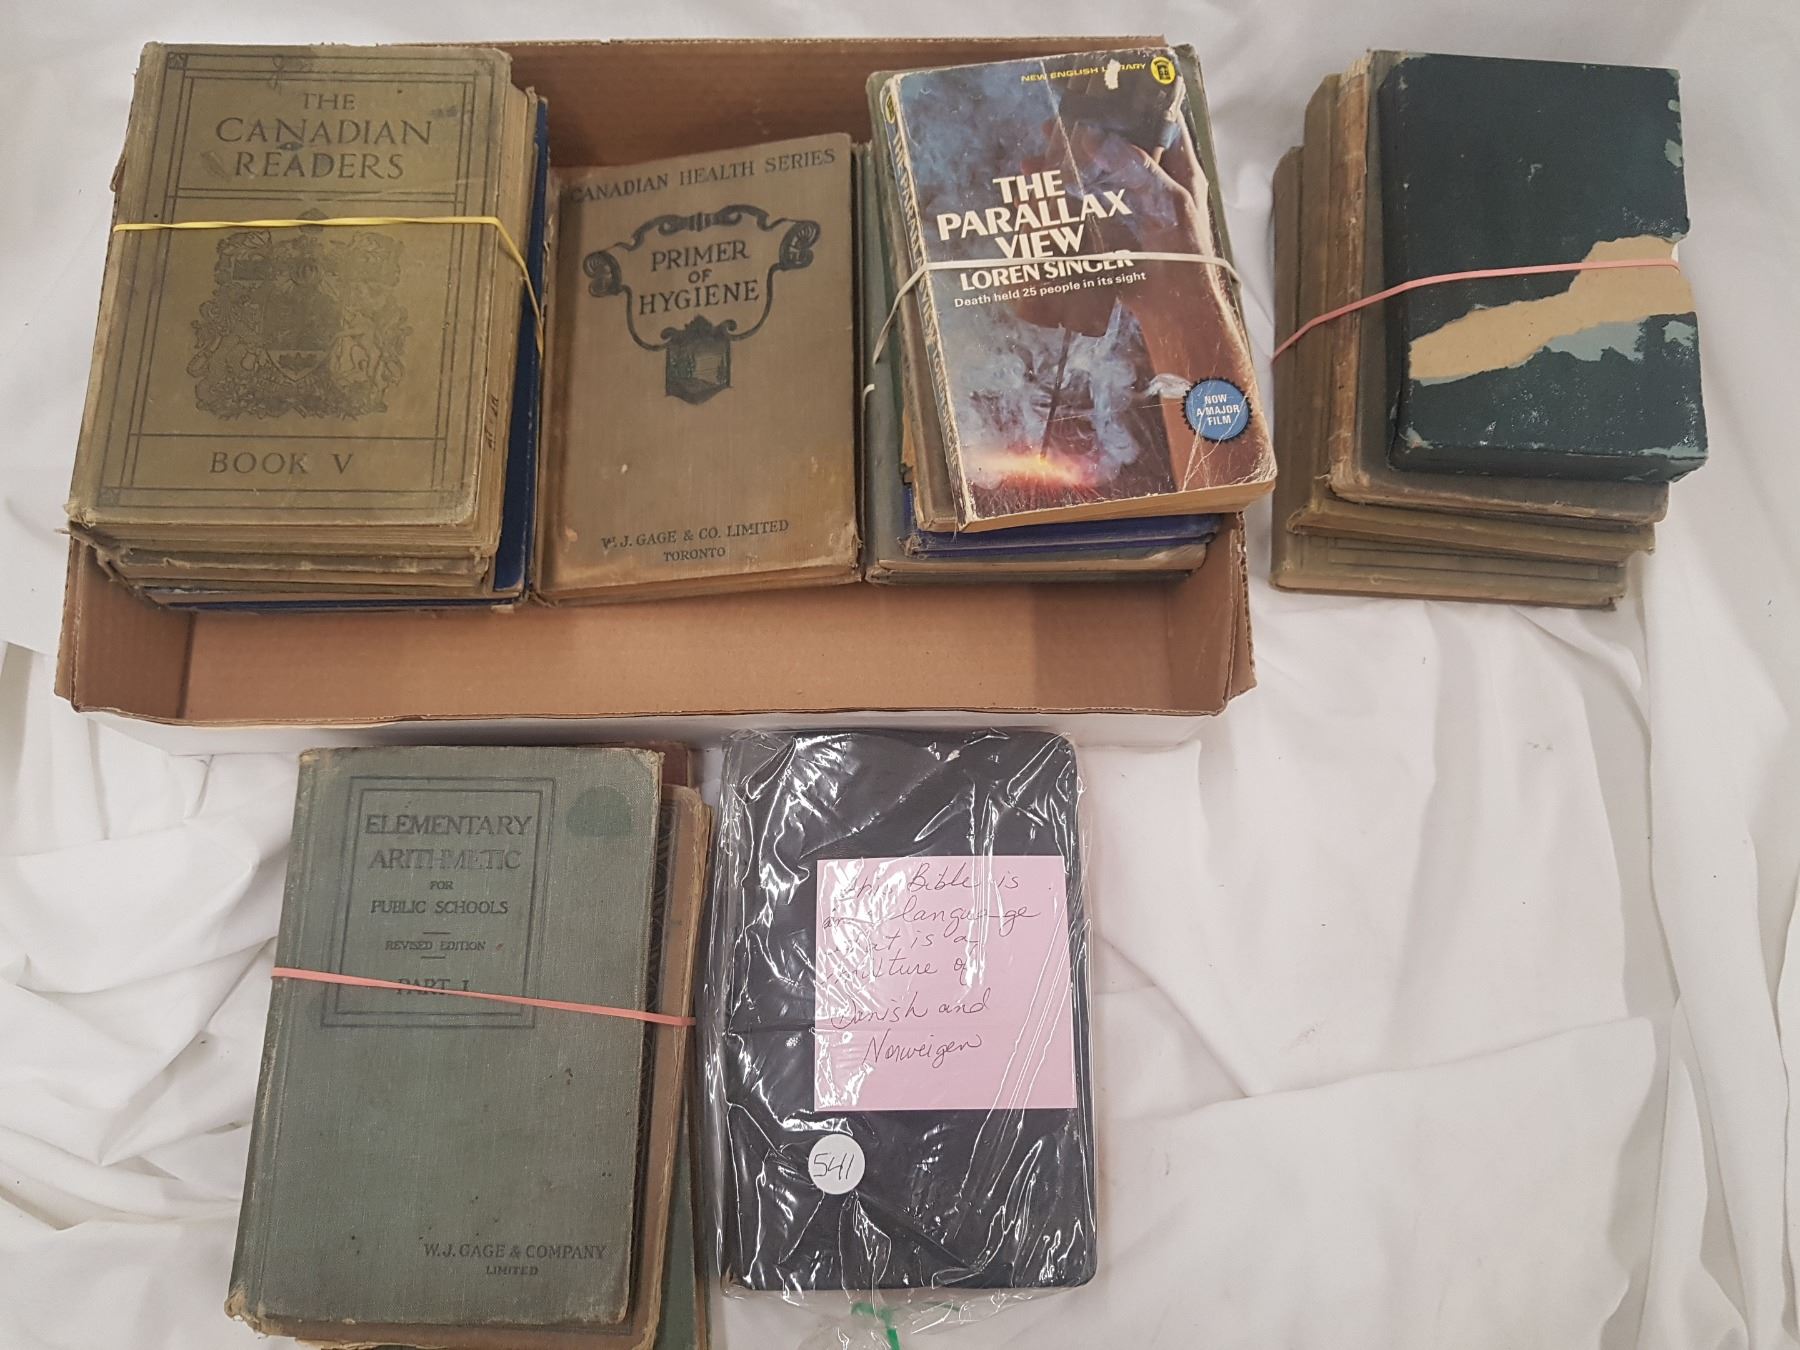 THE
CANADIAN
READERS
BOOK V
CANADIAN HEALTH SERIES
PRIMER
OF
HYGIENE
W.J. GAGE & CO. LIMITED
TORONTO
NEW ENGLISH LIBRARY
THE
PARALLAX
VIEW
LOREN SINGER
Death held 25 people in its sight
NOW
A MAJOR
FILM
ELEMENTARY
ARITHMETIC
FOR
PUBLIC SCHOOLS
REVISED EDITION
PART I
W.J. GAGE & COMPANY
LIMITED
This Bible is
in a language
that is a
mixture of
Danish and
Norweigen
541